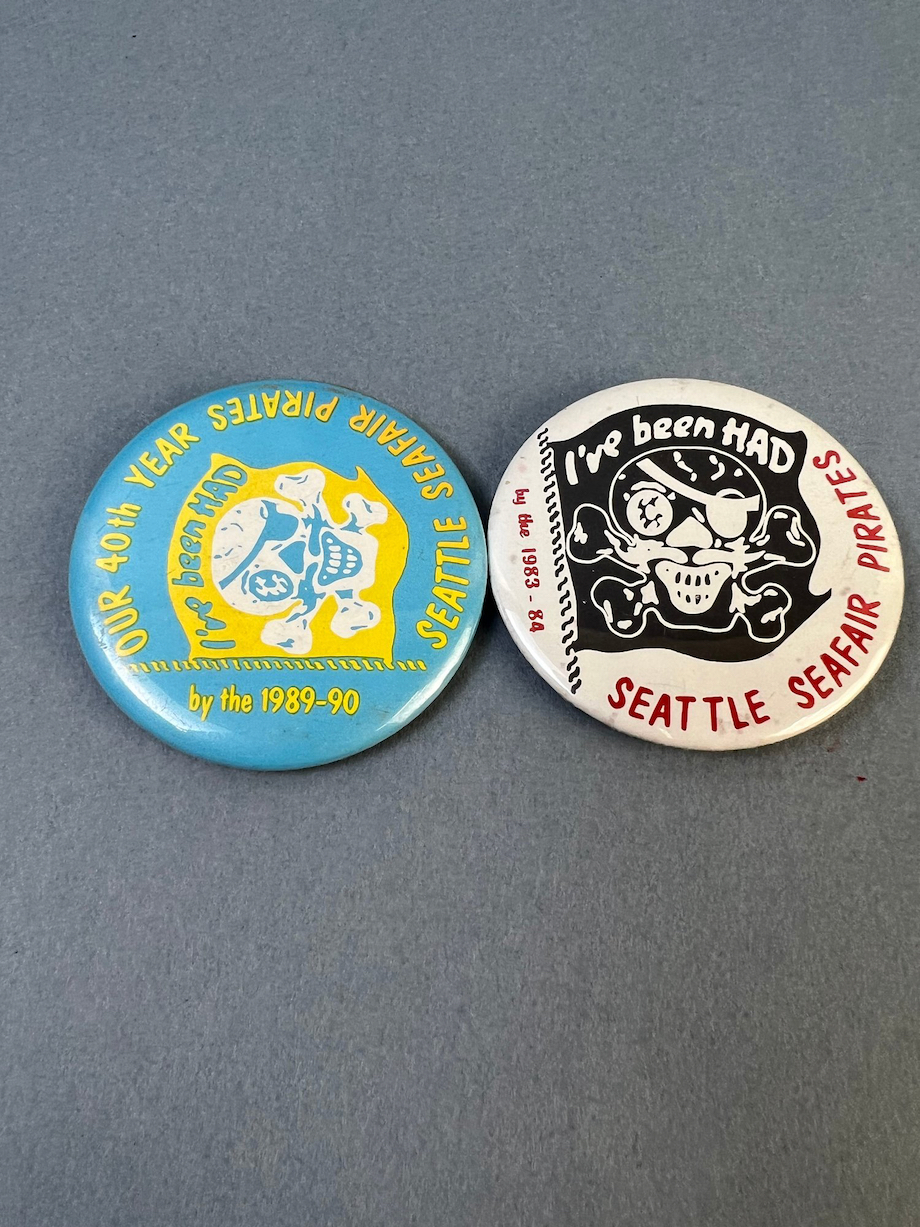 OUR 40th YEAR
SEATTLE SEAFAIR PIRATES
I've been HAD
by the 1989-90
I've been HAD
by the 1983-84
SEATTLE SEAFAIR PIRATES